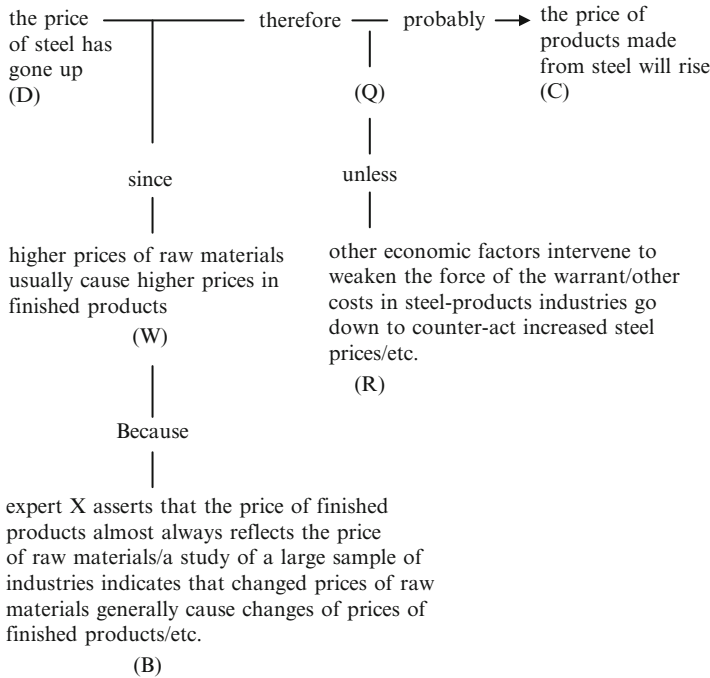 the price
of steel has
gone up
(D)
therefore
probably
the price of
products made
from steel will rise
(C)
(Q)
since
unless
higher prices of raw materials
usually cause higher prices in
finished products
(W)
other economic factors intervene to
weaken the force of the warrant/other
costs in steel-products industries go
down to counter-act increased steel
prices/etc.
(R)
Because
expert X asserts that the price of finished
products almost always reflects the price
of raw materials/a study of a large sample of
industries indicates that changed prices of raw
materials generally cause changes of prices of
finished products/etc.
(B)